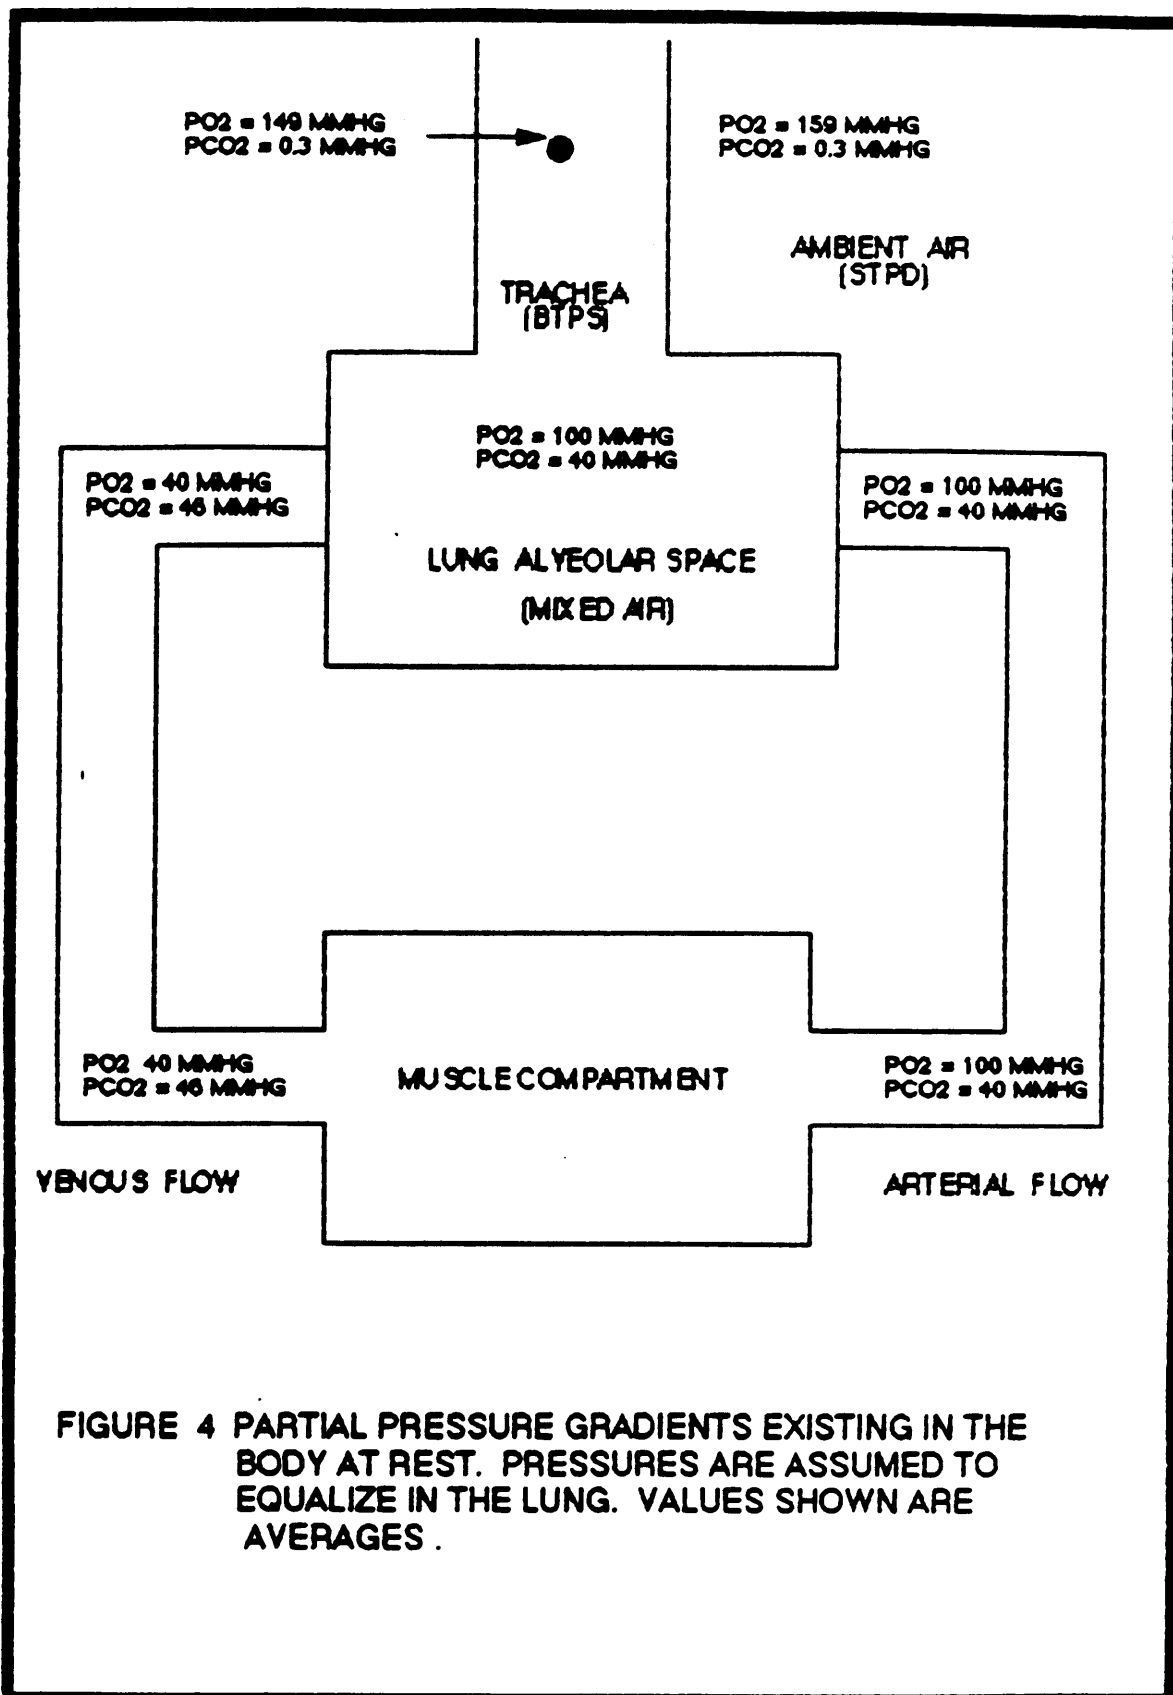 PO2 = 149 MMHG
PCO2 = 0.3 MMHG
PO2 = 159 MMHG
PCO2 = 0.3 MMHG
AMBIENT AIR
(STPD)
TRACHEA
(BTPS)
PO2 = 100 MMHG
PCO2 = 40 MMHG
PO2 = 40 MMHG
PCO2 = 46 MMHG
PO2 = 100 MMHG
PCO2 = 40 MMHG
LUNG ALVEOLAR SPACE
(MIXED AIR)
PO2 40 MMHG
PCO2 = 46 MMHG
MUSCLE COMPARTMENT
PO2 = 100 MMHG
PCO2 = 40 MMHG
VENOUS FLOW
ARTERIAL FLOW
FIGURE 4 PARTIAL PRESSURE GRADIENTS EXISTING IN THE
BODY AT REST. PRESSURES ARE ASSUMED TO
EQUALIZE IN THE LUNG. VALUES SHOWN ARE
AVERAGES .